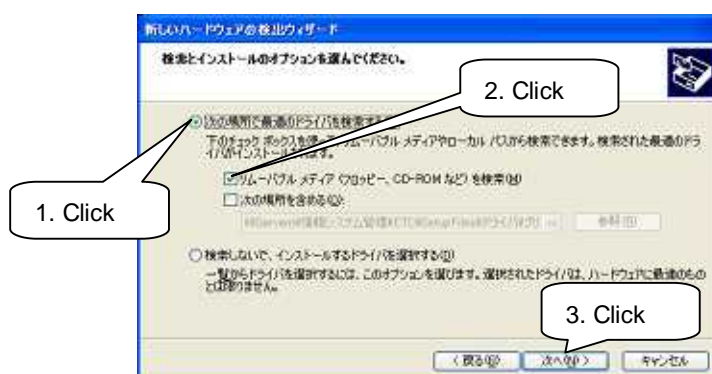 新しいハードウェアの検出ウィザード
検索とインストールのオプションを選んでください。
2. Click
次の場所で最適のドライバを検索する
下のチェック ボックスを使って、リムーバブル メディアやローカル パスから検索できます。検索された最適のドラ
イバがインストールされます。
リムーバブル メディア (フロッピー、CD-ROM など) を検索(M)
1. Click
次の場所を含める(O):
参照(R)
検索しないで、インストールするドライバを選択する(D)
一覧からドライバを選択するには、このオプションを選びます。選択されたドライバは、ハードウェアに最適のもの
とは限りません。
3. Click
< 戻る(B)
次へ(N) >
キャンセル